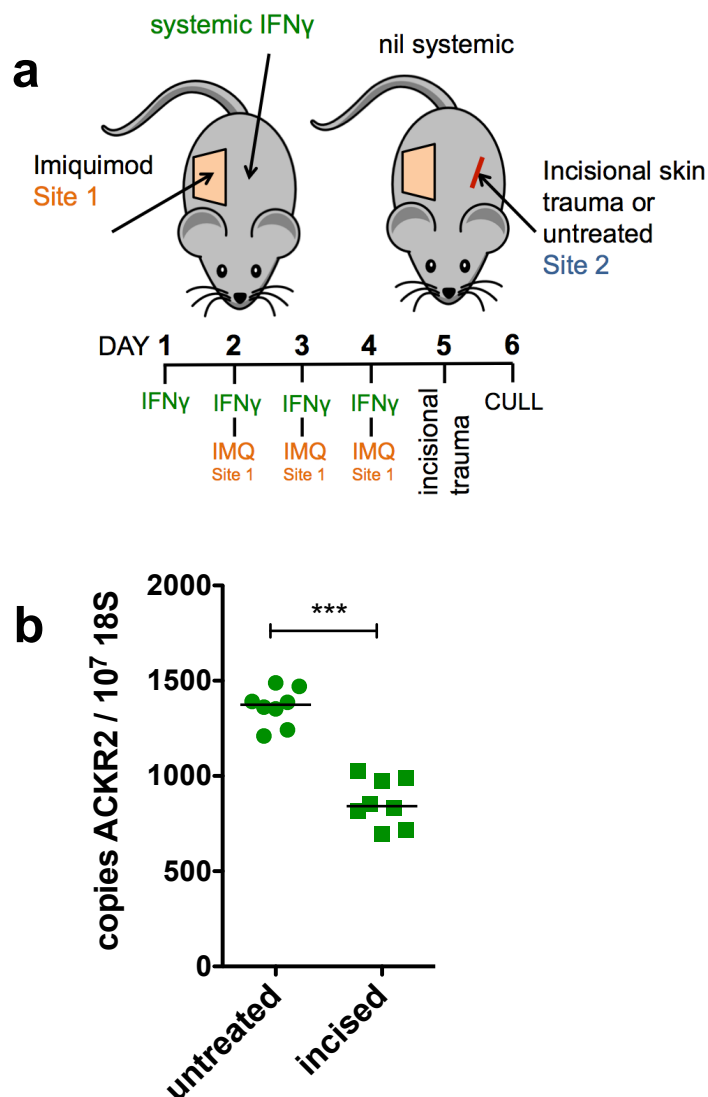 a
systemic IFNγ
nil systemic
Imiquimod
Site 1
Incisional skin
trauma or
untreated
Site 2
DAY 1 2 3 4 5 6
IFNγ IFNγ IFNγ IFNγ incisional trauma CULL
IMQ IMQ IMQ
Site 1 Site 1 Site 1
b
copies ACKR2 / 10⁷ 18S
2000
1500
1000
500
0
***
untreated
incised